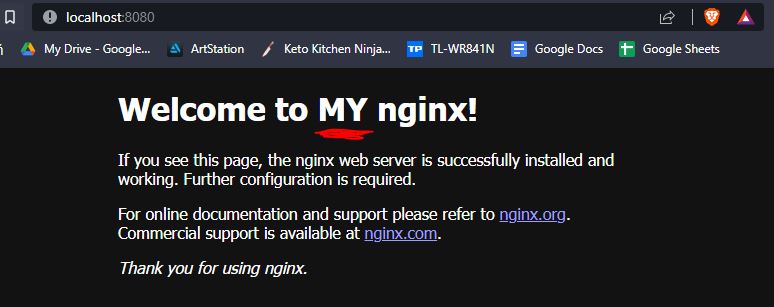 localhost:8080
My Drive - Google... ArtStation Keto Kitchen Ninja... TP TL-WR841N Google Docs Google Sheets
Welcome to MY nginx!
If you see this page, the nginx web server is successfully installed and
working. Further configuration is required.
For online documentation and support please refer to nginx.org.
Commercial support is available at nginx.com.
Thank you for using nginx.